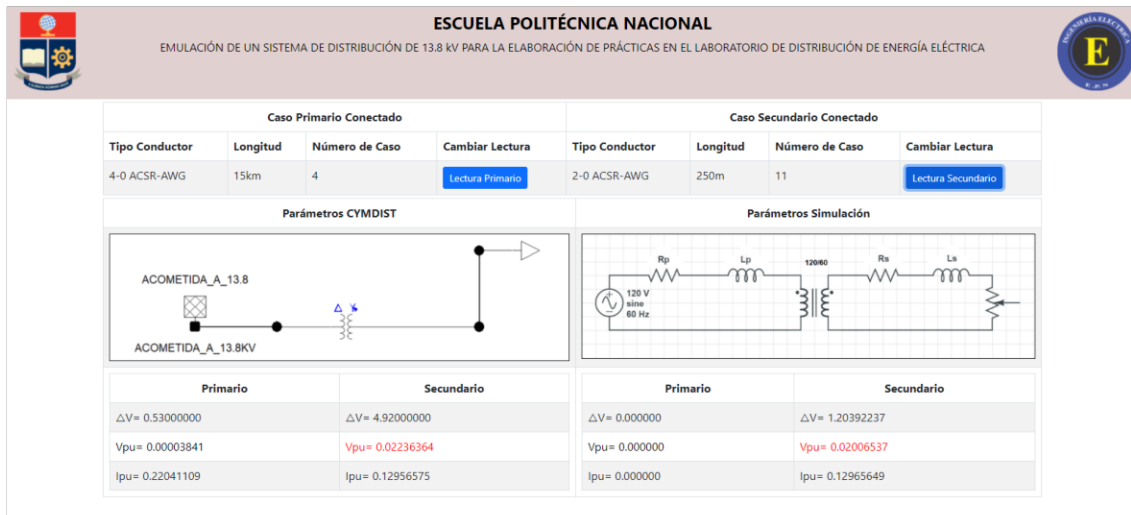 ESCUELA POLITÉCNICA NACIONAL
EMULACIÓN DE UN SISTEMA DE DISTRIBUCIÓN DE 13.8 kV PARA LA ELABORACIÓN DE PRÁCTICAS EN EL LABORATORIO DE DISTRIBUCIÓN DE ENERGÍA ELÉCTRICA
INGENIERÍA ELECTRICA
E
E.P.N
Caso Primario Conectado Caso Secundario Conectado
Tipo Conductor Longitud Número de Caso Cambiar Lectura Tipo Conductor Longitud Número de Caso Cambiar Lectura
4-0 ACSR-AWG 15km 4 Lectura Primario 2-0 ACSR-AWG 250m 11 Lectura Secundario
Parámetros CYMDIST Parámetros Simulación
ACOMETIDA_A_13.8
ACOMETIDA_A_13.8KV
Rp Lp 120/60 Rs Ls
120 V
sine
60 Hz
Primario Secundario Primario Secundario
△V= 0.53000000 △V= 4.92000000 △V= 0.000000 △V= 1.20392237
Vpu= 0.00003841 Vpu= 0.02236364 Vpu= 0.000000 Vpu= 0.02006537
Ipu= 0.22041109 Ipu= 0.12956575 Ipu= 0.000000 Ipu= 0.12965649